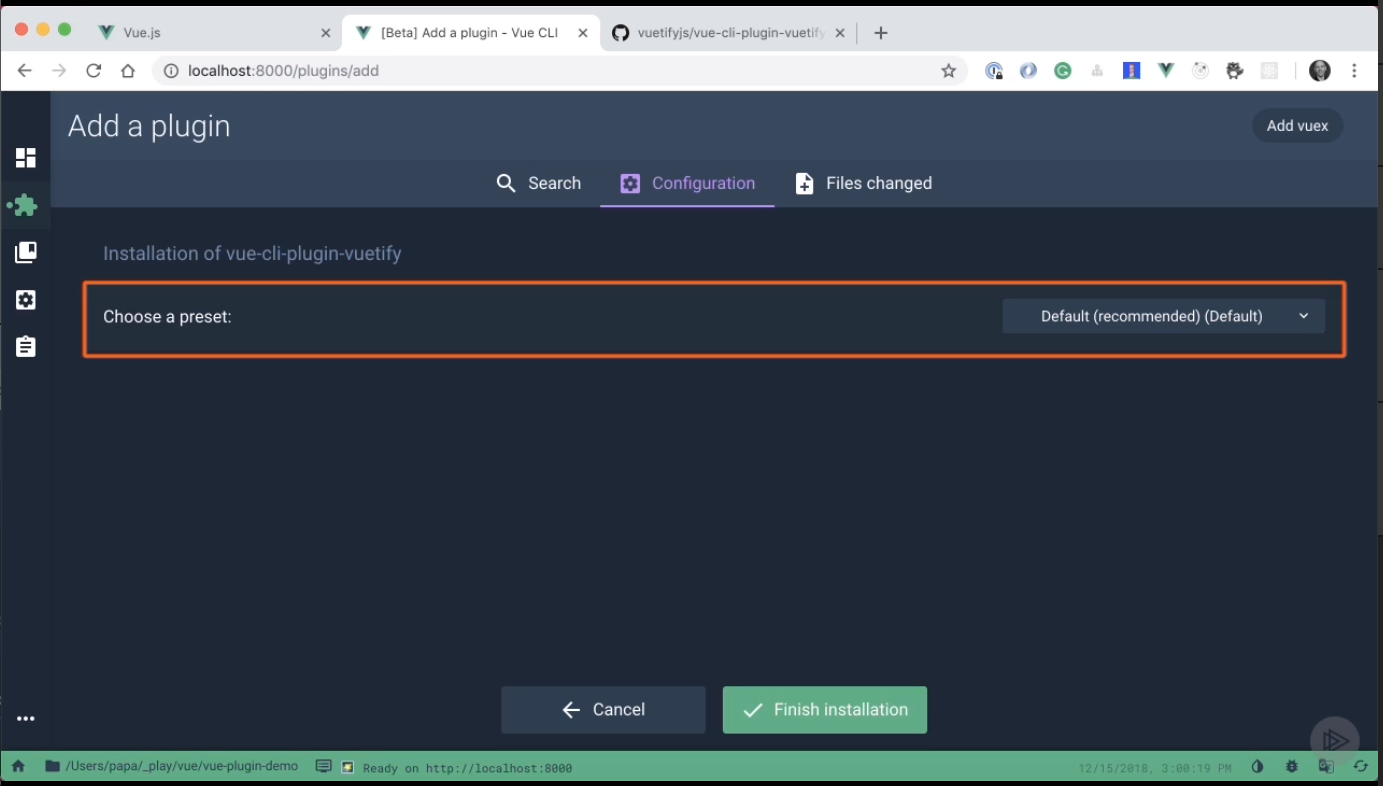 Vue.js
[Beta] Add a plugin - Vue CLI
vuetifyjs/vue-cli-plugin-vuetify
localhost:8000/plugins/add
Add a plugin
Add vuex
Search
Configuration
Files changed
Installation of vue-cli-plugin-vuetify
Choose a preset:
Default (recommended) (Default)
Cancel
Finish installation
/Users/papa/_play/vue/vue-plugin-demo
Ready on http://localhost:8000
12/15/2018, 3:00:19 PM